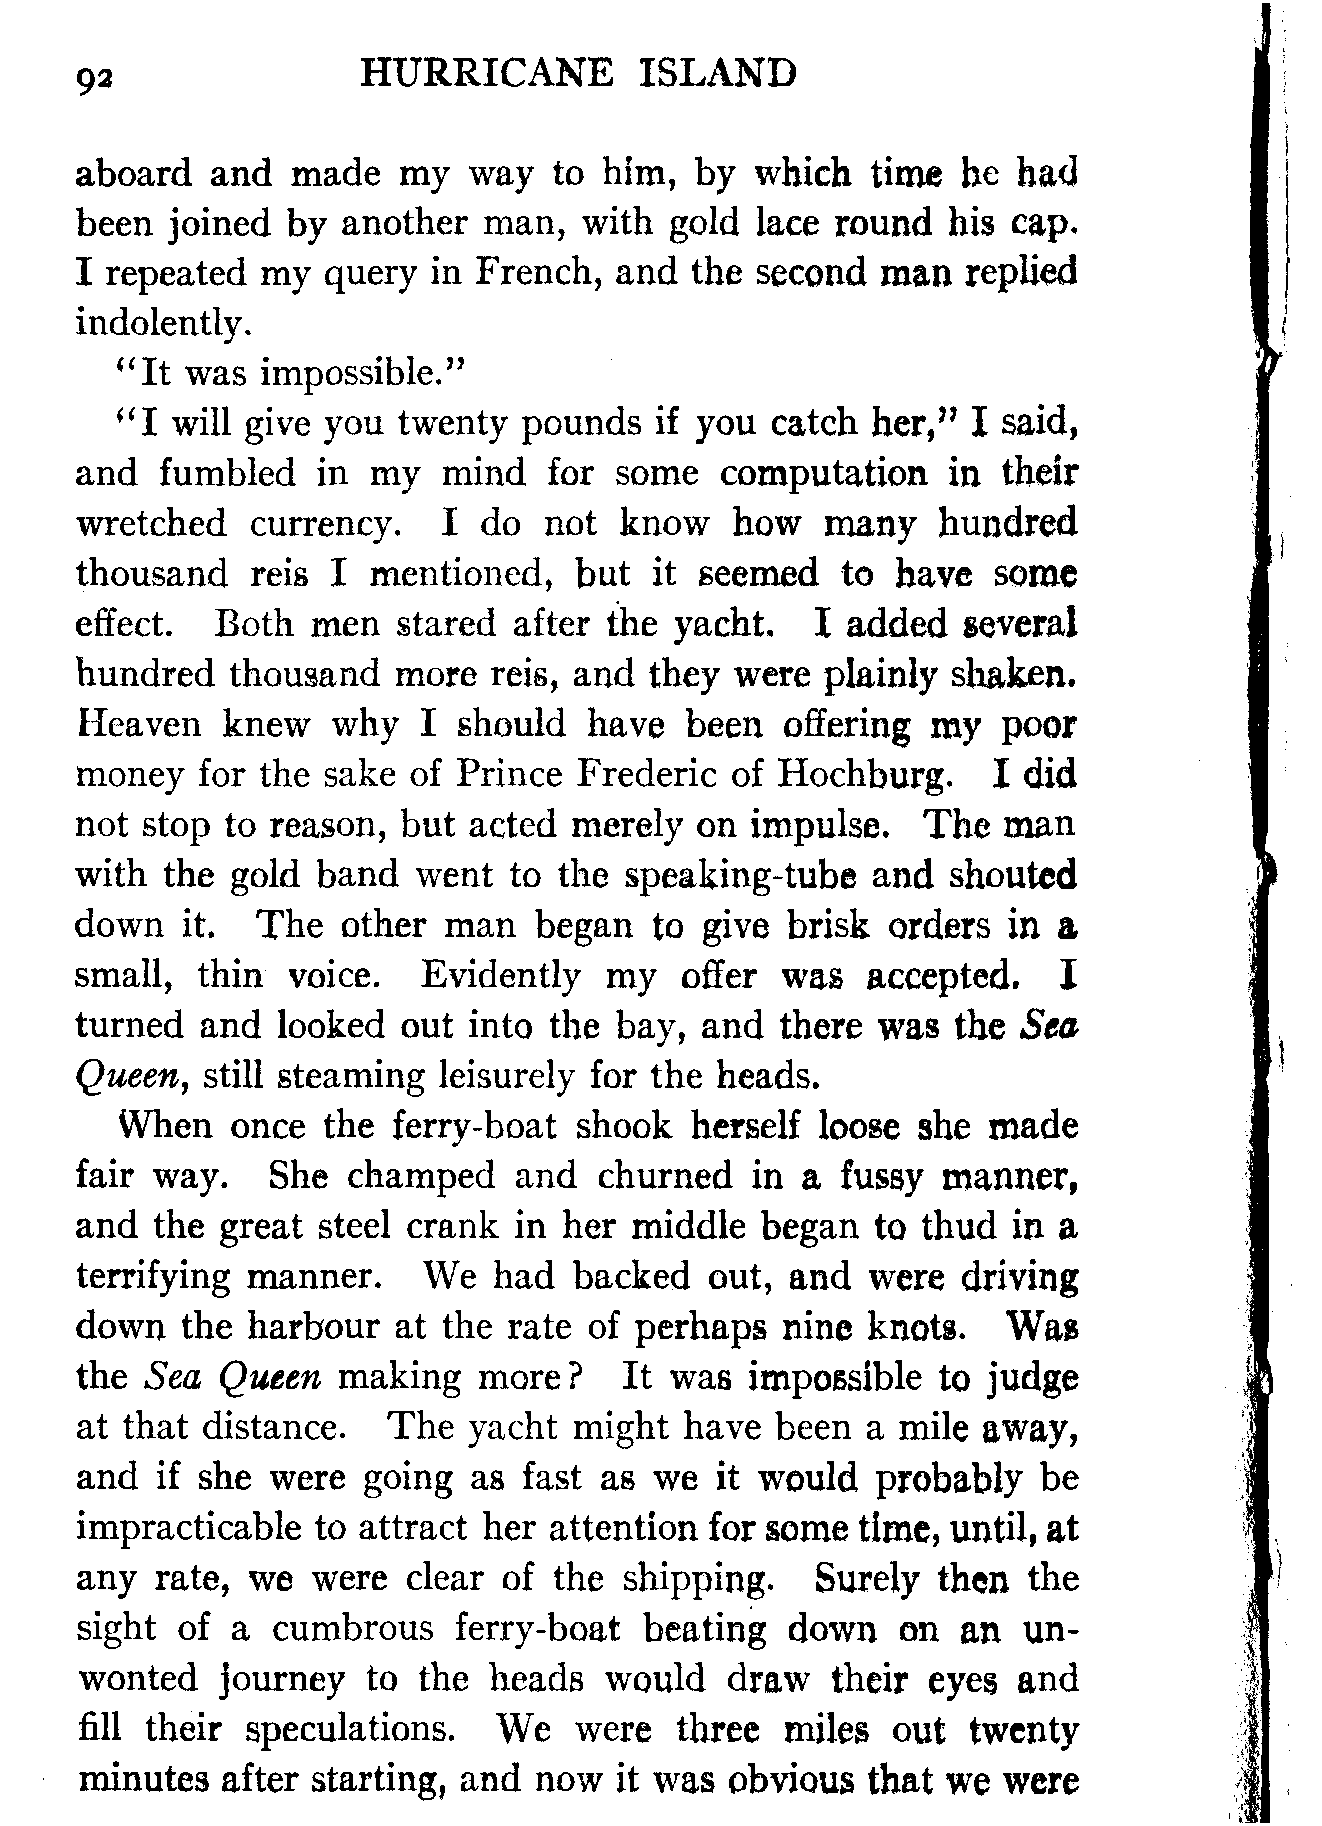 92 HURRICANE ISLAND
aboard and made my way to him, by which time he had
been joined by another man, with gold lace round his cap.
I repeated my query in French, and the second man replied
indolently.
"It was impossible."
"I will give you twenty pounds if you catch her," I said,
and fumbled in my mind for some computation in their
wretched currency. I do not know how many hundred
thousand reis I mentioned, but it seemed to have some
effect. Both men stared after the yacht. I added several
hundred thousand more reis, and they were plainly shaken.
Heaven knew why I should have been offering my poor
money for the sake of Prince Frederic of Hochburg. I did
not stop to reason, but acted merely on impulse. The man
with the gold band went to the speaking-tube and shouted
down it. The other man began to give brisk orders in a
small, thin voice. Evidently my offer was accepted. I
turned and looked out into the bay, and there was the Sea
Queen, still steaming leisurely for the heads.
When once the ferry-boat shook herself loose she made
fair way. She champed and churned in a fussy manner,
and the great steel crank in her middle began to thud in a
terrifying manner. We had backed out, and were driving
down the harbour at the rate of perhaps nine knots. Was
the Sea Queen making more? It was impossible to judge
at that distance. The yacht might have been a mile away,
and if she were going as fast as we it would probably be
impracticable to attract her attention for some time, until, at
any rate, we were clear of the shipping. Surely then the
sight of a cumbrous ferry-boat beating down on an un-
wonted journey to the heads would draw their eyes and
fill their speculations. We were three miles out twenty
minutes after starting, and now it was obvious that we were